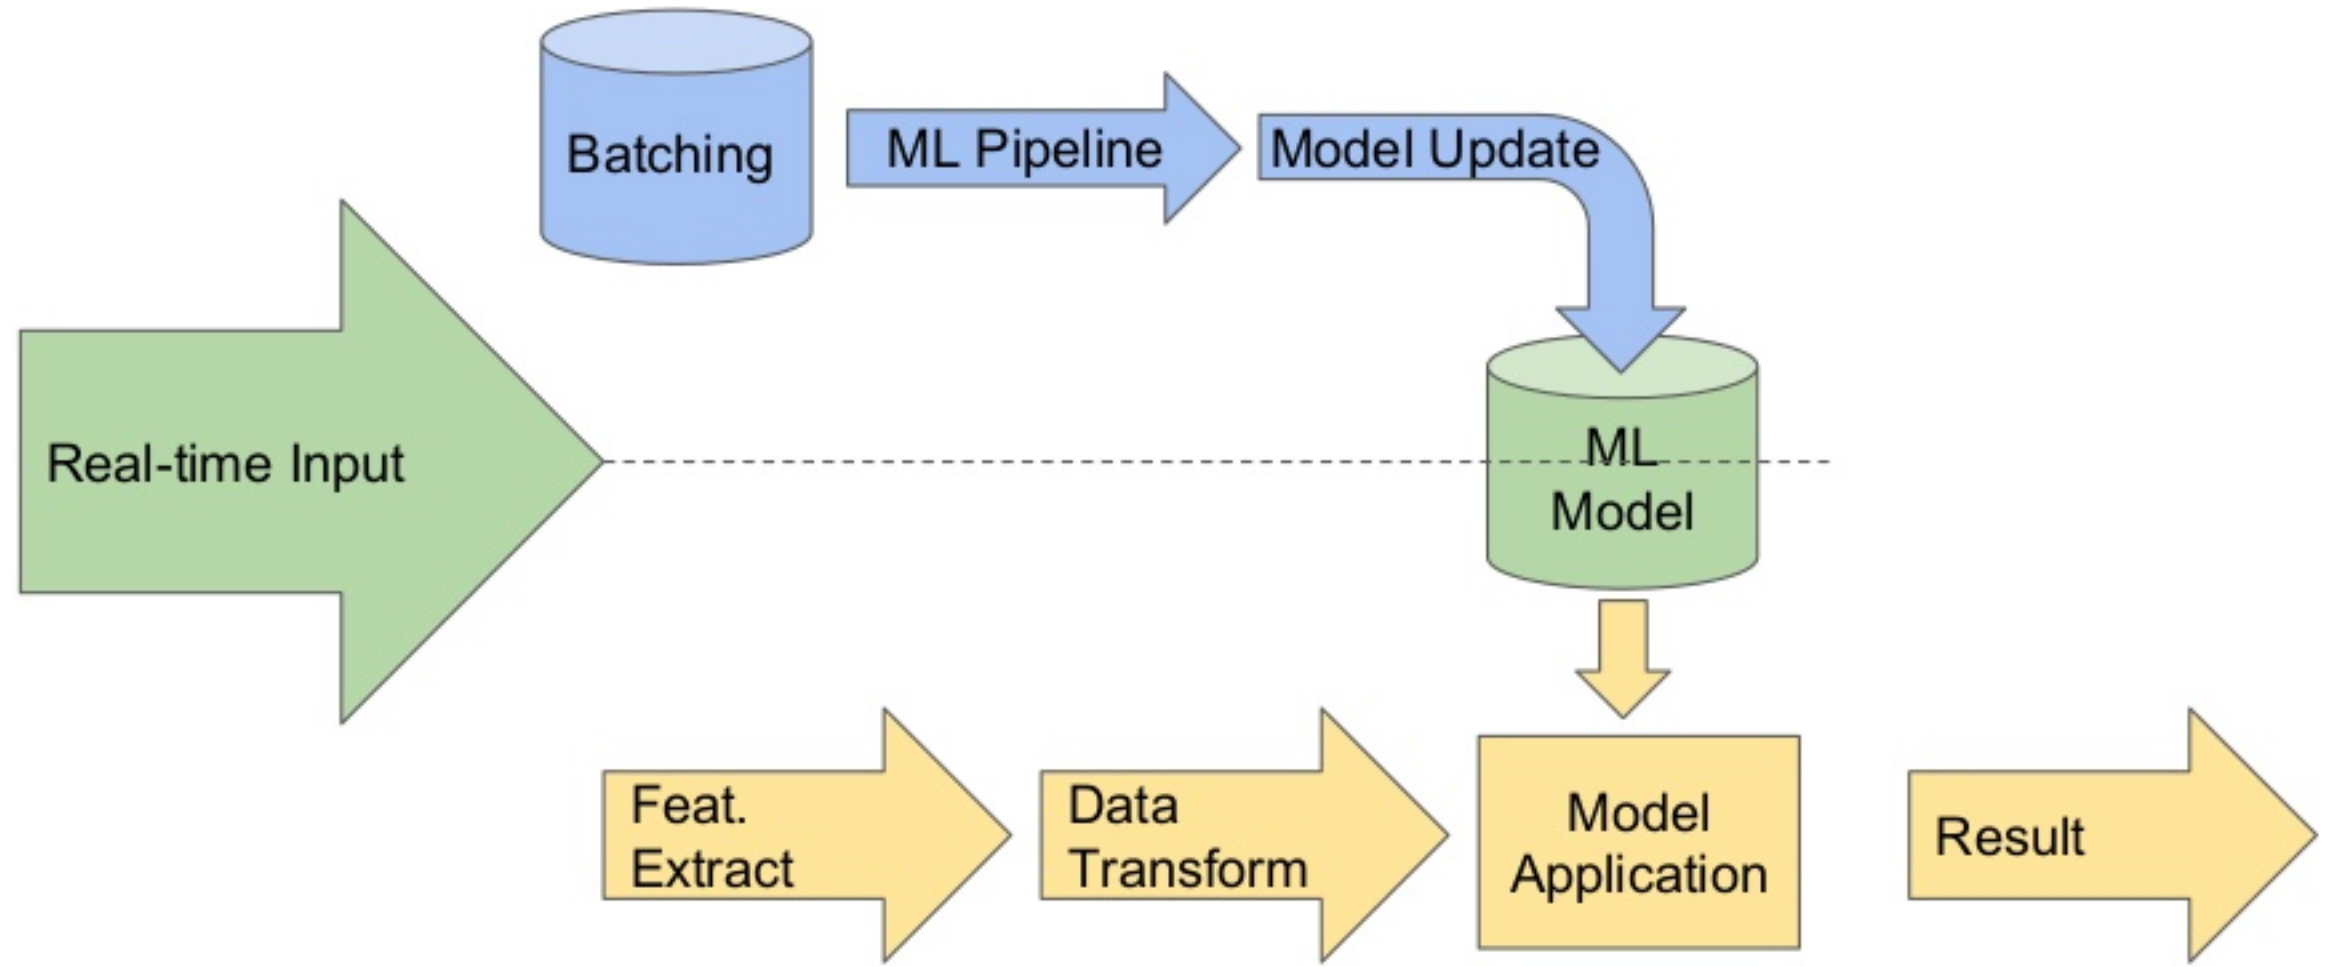 Batching
ML Pipeline
Model Update
Real-time Input
ML
Model
Feat.
Extract
Data
Transform
Model
Application
Result